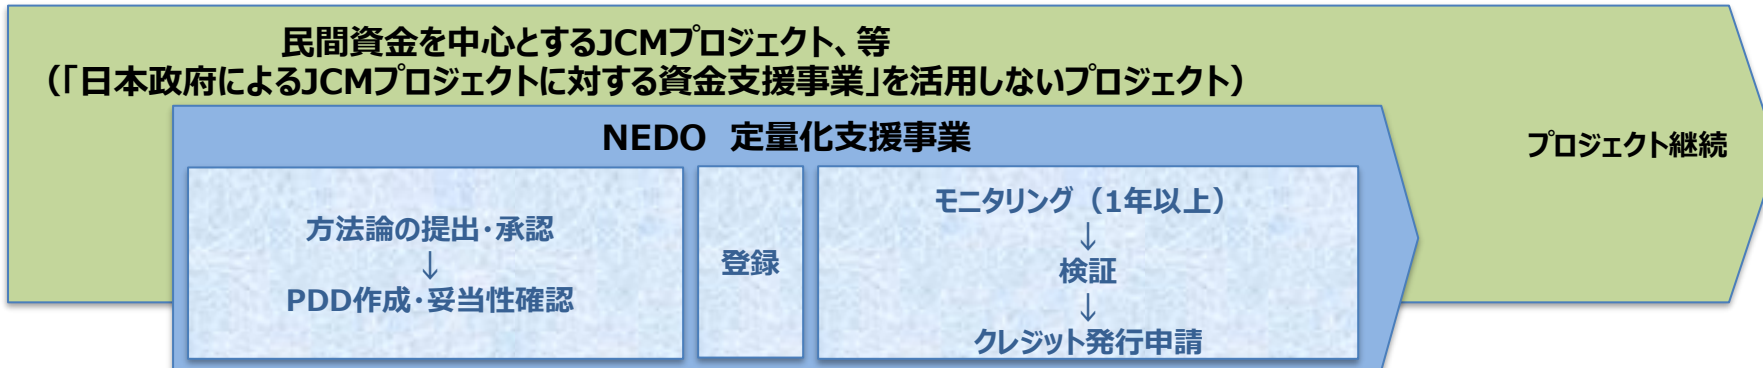 民間資金を中心とするJCMプロジェクト、等
（「日本政府によるJCMプロジェクトに対する資金支援事業」を活用しないプロジェクト）
NEDO　定量化支援事業
プロジェクト継続
方法論の提出・承認
↓
PDD作成・妥当性確認
登録
モニタリング（1年以上）
↓
検証
↓
クレジット発行申請